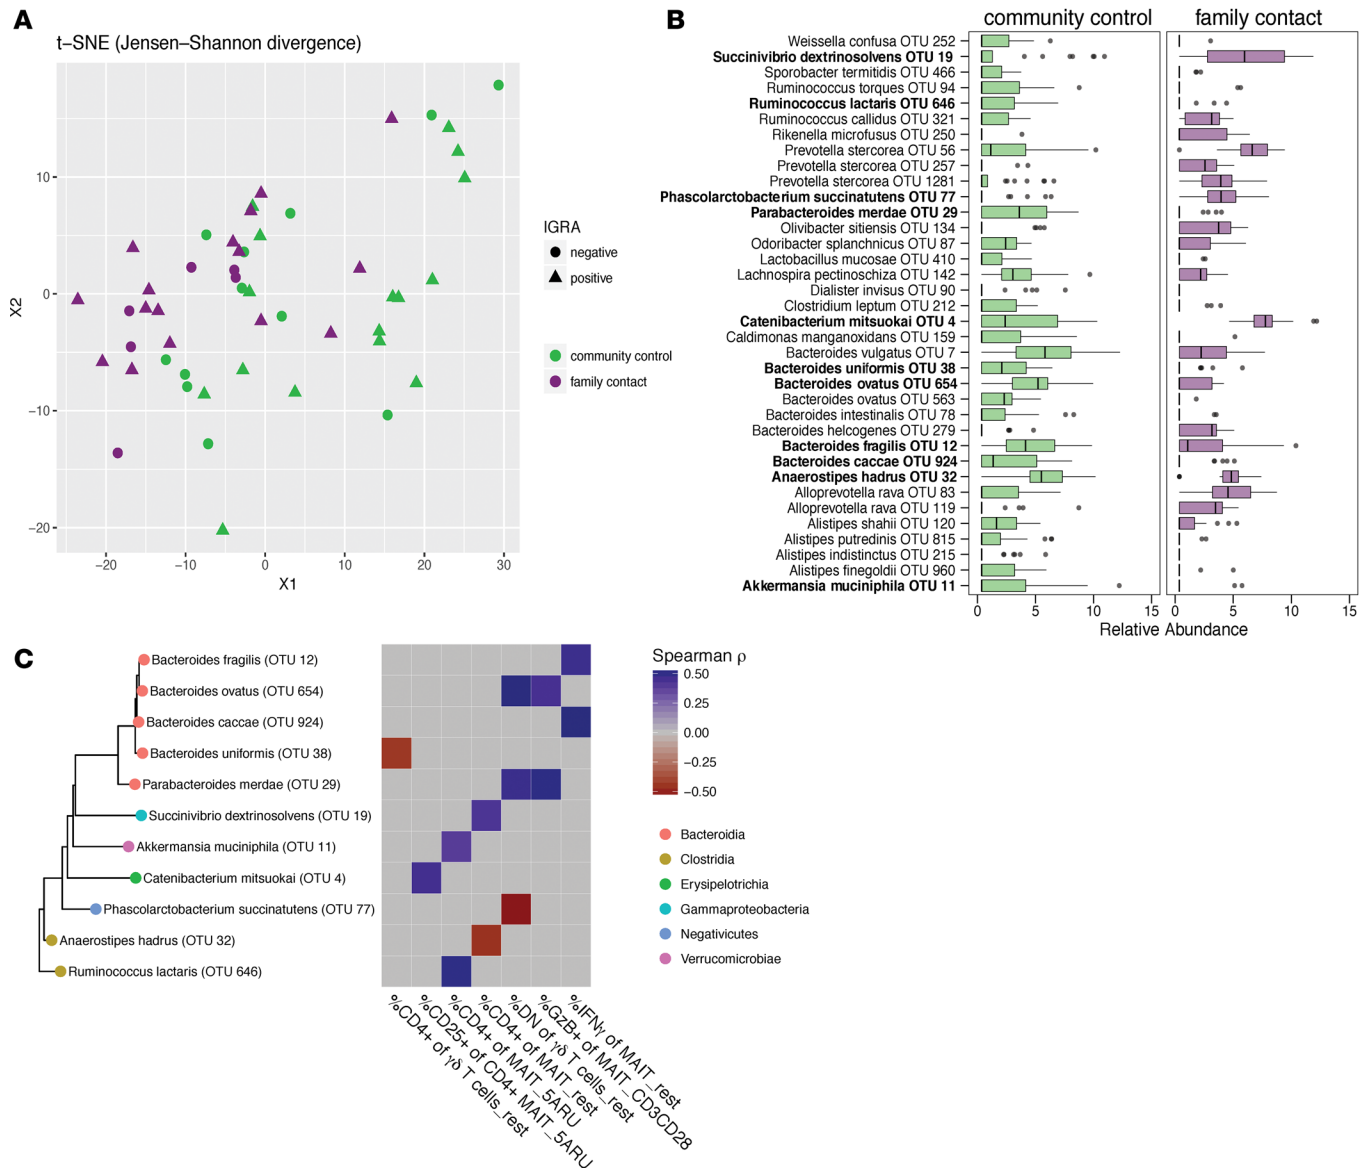 A
t–SNE (Jensen–Shannon divergence)
10
0
−10
−20
X2
−20
−10
0
10
20
30
X1
IGRA
negative
positive
community control
family contact
B
community control
family contact
Weissella confusa OTU 252
Succinivibrio dextrinosolvens OTU 19
Sporobacter termitidis OTU 466
Ruminococcus torques OTU 94
Ruminococcus lactaris OTU 646
Ruminococcus callidus OTU 321
Rikenella microfusus OTU 250
Prevotella stercorea OTU 56
Prevotella stercorea OTU 257
Prevotella stercorea OTU 1281
Phascolarctobacterium succinatutens OTU 77
Parabacteroides merdae OTU 29
Olivibacter sitiensis OTU 134
Odoribacter splanchnicus OTU 87
Lactobacillus mucosae OTU 410
Lachnospira pectinoschiza OTU 142
Dialister invisus OTU 90
Clostridium leptum OTU 212
Catenibacterium mitsuokai OTU 4
Caldimonas manganoxidans OTU 159
Bacteroides vulgatus OTU 7
Bacteroides uniformis OTU 38
Bacteroides ovatus OTU 654
Bacteroides ovatus OTU 563
Bacteroides intestinalis OTU 78
Bacteroides helcogenes OTU 279
Bacteroides fragilis OTU 12
Bacteroides caccae OTU 924
Anaerostipes hadrus OTU 32
Alloprevotella rava OTU 83
Alloprevotella rava OTU 119
Alistipes shahii OTU 120
Alistipes putredinis OTU 815
Alistipes indistinctus OTU 215
Alistipes finegoldii OTU 960
Akkermansia muciniphila OTU 11
0 5 10 15 0 5 10 15
Relative Abundance
C
Bacteroides fragilis (OTU 12)
Bacteroides ovatus (OTU 654)
Bacteroides caccae (OTU 924)
Bacteroides uniformis (OTU 38)
Parabacteroides merdae (OTU 29)
Succinivibrio dextrinosolvens (OTU 19)
Akkermansia muciniphila (OTU 11)
Catenibacterium mitsuokai (OTU 4)
Phascolarctobacterium succinatutens (OTU 77)
Anaerostipes hadrus (OTU 32)
Ruminococcus lactaris (OTU 646)
%CD4+ of γδ T cells_rest
%CD25+ of CD4+ MAIT_5ARU
%CD4+ of MAIT_5ARU
%CD4+ of MAIT_rest
%DN of γδ T cells_rest
%GzB+ of MAIT_CD3CD28
%IFNγ of MAIT_rest
Spearman ρ
0.50
0.25
0.00
−0.25
−0.50
Bacteroidia
Clostridia
Erysipelotrichia
Gammaproteobacteria
Negativicutes
Verrucomicrobiae